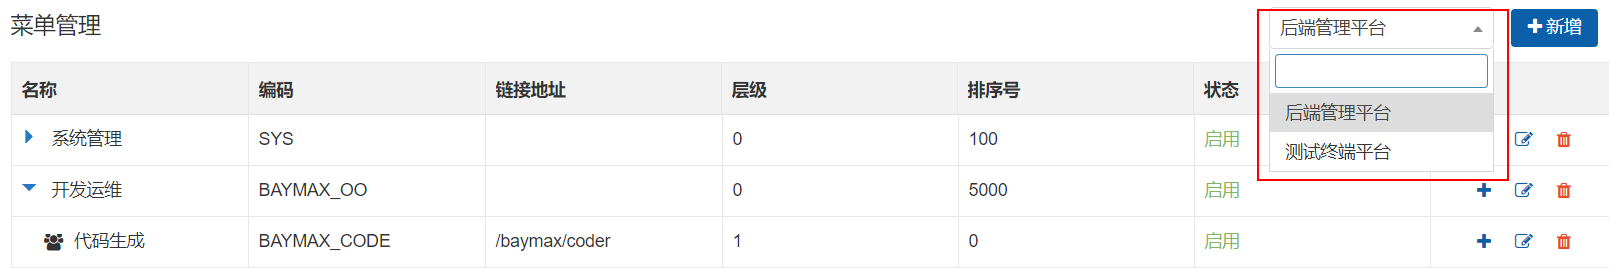 菜单管理
后端管理平台
新增
名称 编码 链接地址 层级 排序号 状态
后端管理平台
测试终端平台
系统管理 SYS 0 100 启用
开发运维 BAYMAX_OO 0 5000 启用
代码生成 BAYMAX_CODE /baymax/coder 1 0 启用